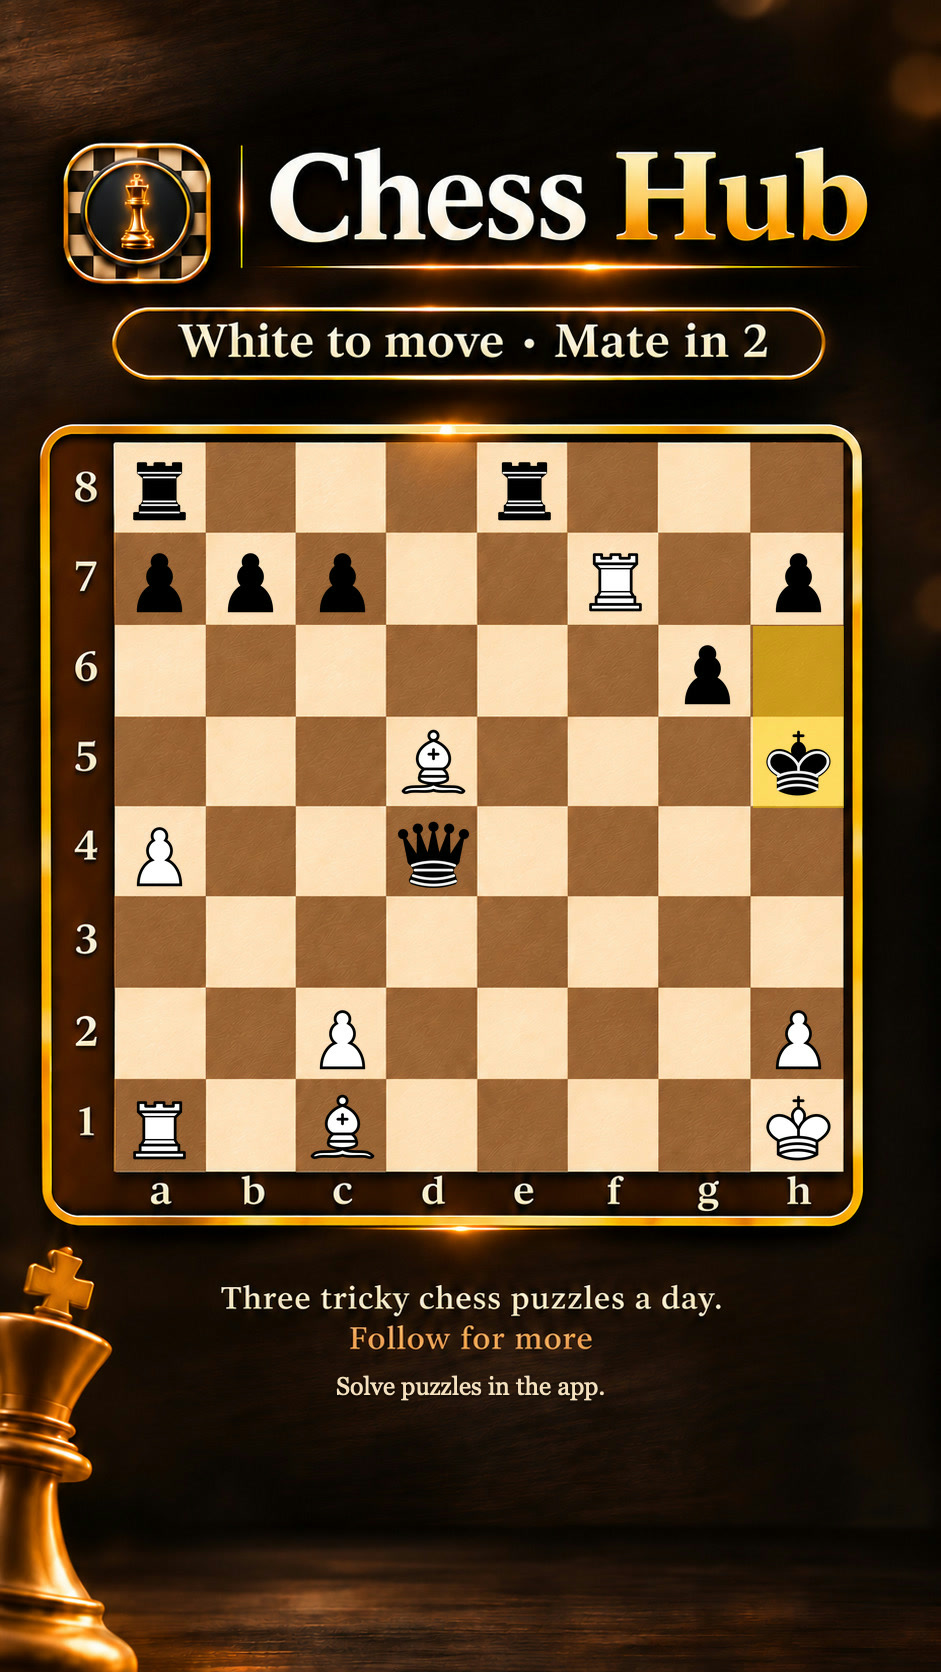 Chess Hub
White to move • Mate in 2
8
7
6
5
4
3
2
1
a b c d e f g h
Three tricky chess puzzles a day.
Follow for more
Solve puzzles in the app.